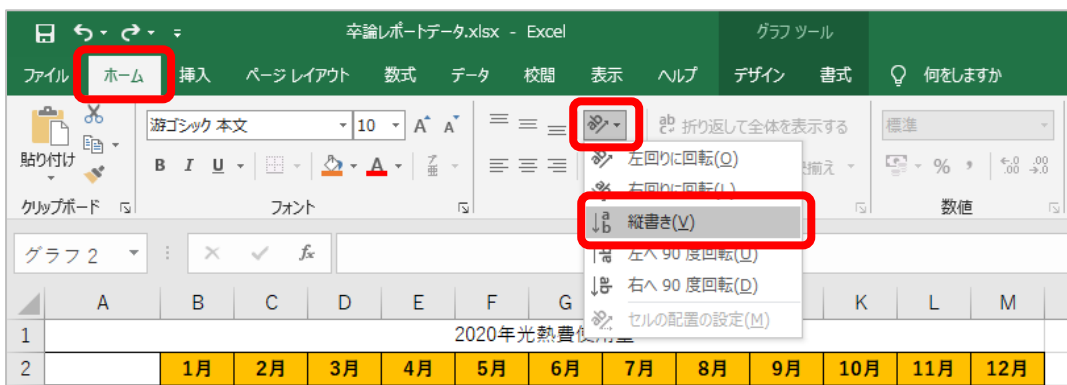 卒論レポートデータ.xlsx - Excel
グラフ ツール
ファイル ホーム 挿入 ページ レイアウト 数式 データ 校閲 表示 ヘルプ デザイン 書式 何をしますか
貼り付け
游ゴシック 本文 10
B I U
折り返して全体を表示する
標準
左回りに回転(O)
右回りに回転(L)
縦書き(V)
左へ 90 度回転(U)
右へ 90 度回転(D)
セルの配置の設定(M)
揃え
クリップボード フォント 数値
グラフ 2 fx
A B C D E F G K L M
1 2020年光熱費使用量
2 1月 2月 3月 4月 5月 6月 7月 8月 9月 10月 11月 12月